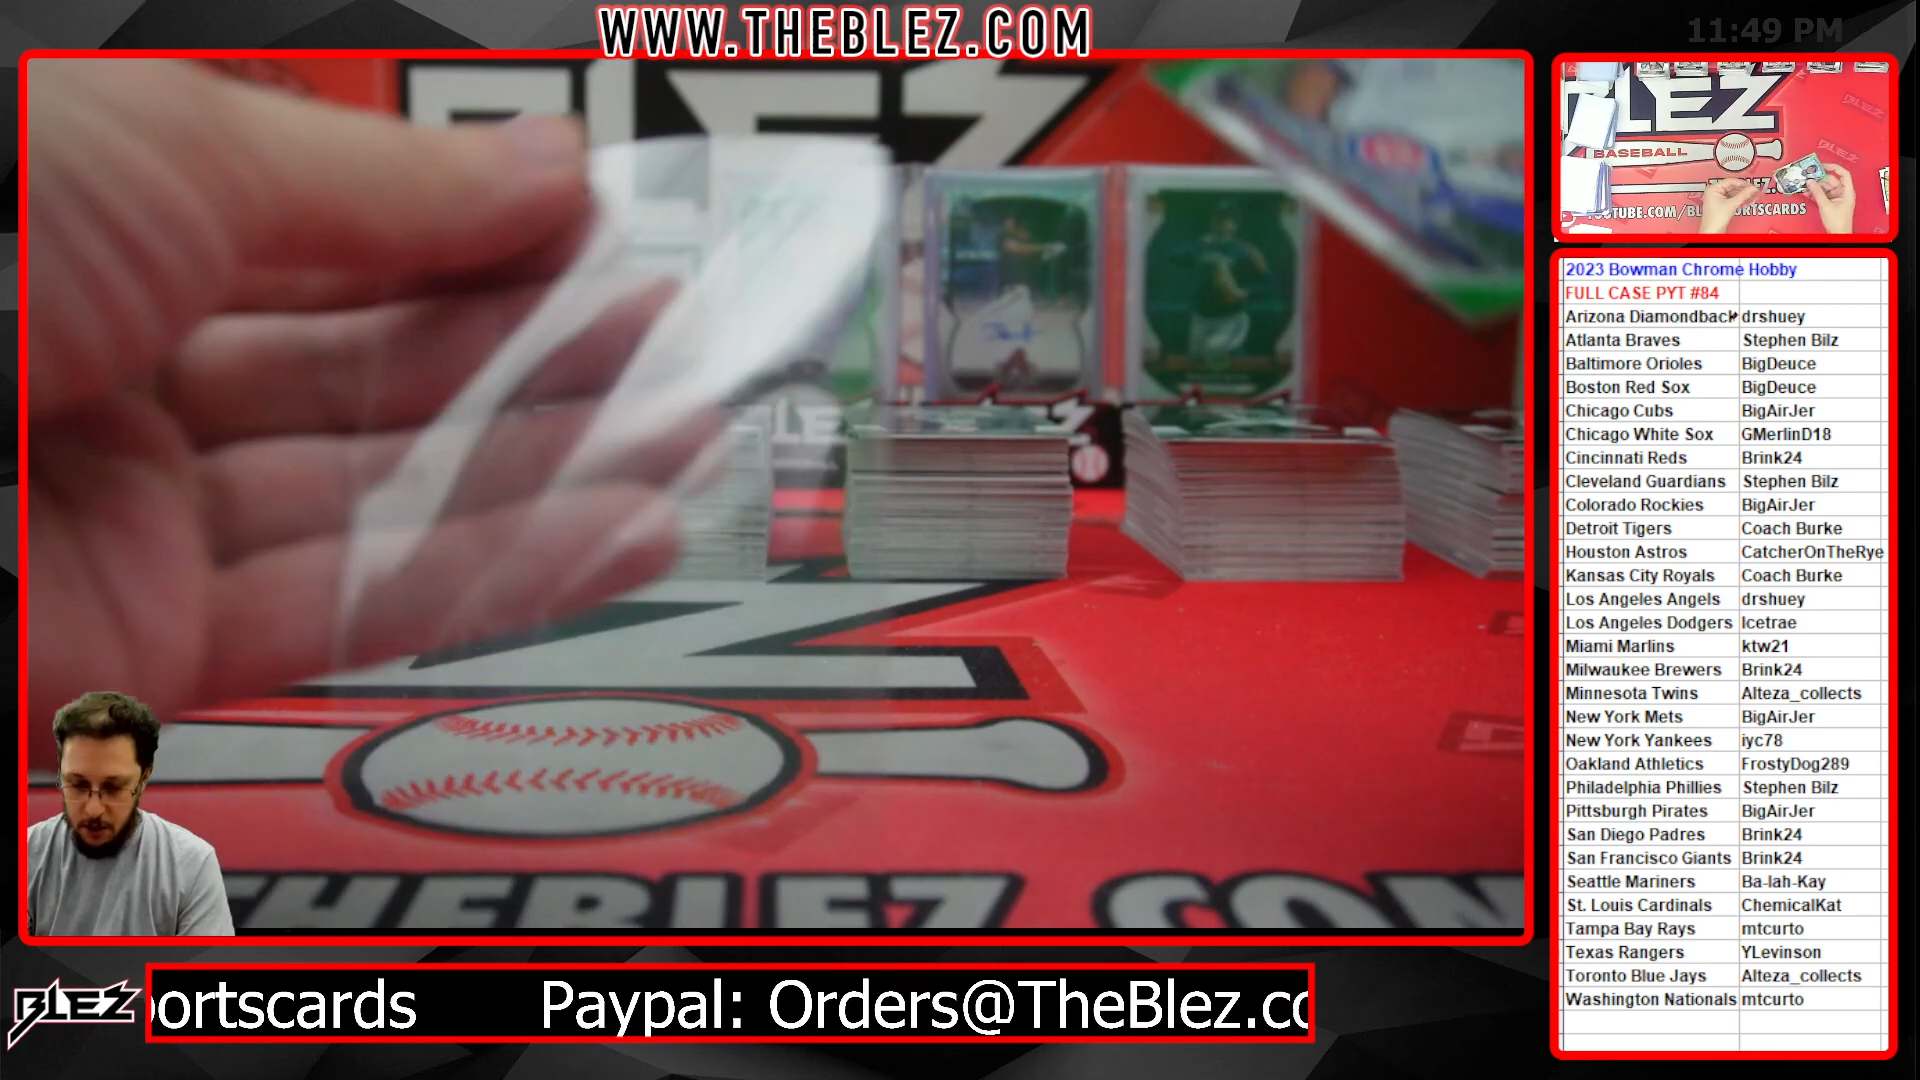 WWW.THEBLEZ.COM
11:49 PM
BLEZ
BASEBALL
2023 Bowman Chrome Hobby
FULL CASE PYT #84
Arizona Diamondback drshuey
Atlanta Braves Stephen Bilz
Baltimore Orioles BigDeuce
Boston Red Sox BigDeuce
Chicago Cubs BigAirJer
Chicago White Sox GMerlinD18
Cincinnati Reds Brink24
Cleveland Guardians Stephen Bilz
Colorado Rockies BigAirJer
Detroit Tigers Coach Burke
Houston Astros CatcherOnTheRye
Kansas City Royals Coach Burke
Los Angeles Angels drshuey
Los Angeles Dodgers Icetrae
Miami Marlins ktw21
Milwaukee Brewers Brink24
Minnesota Twins Alteza_collects
New York Mets BigAirJer
New York Yankees iyc78
Oakland Athletics FrostyDog289
Philadelphia Phillies Stephen Bilz
Pittsburgh Pirates BigAirJer
San Diego Padres Brink24
San Francisco Giants Brink24
Seattle Mariners Ba-lah-Kay
St. Louis Cardinals ChemicalKat
Tampa Bay Rays mtcurto
Texas Rangers YLevinson
Toronto Blue Jays Alteza_collects
Washington Nationals mtcurto
THEBLEZ.COM
BLEZ
ortscards Paypal: Orders@TheBlez.co